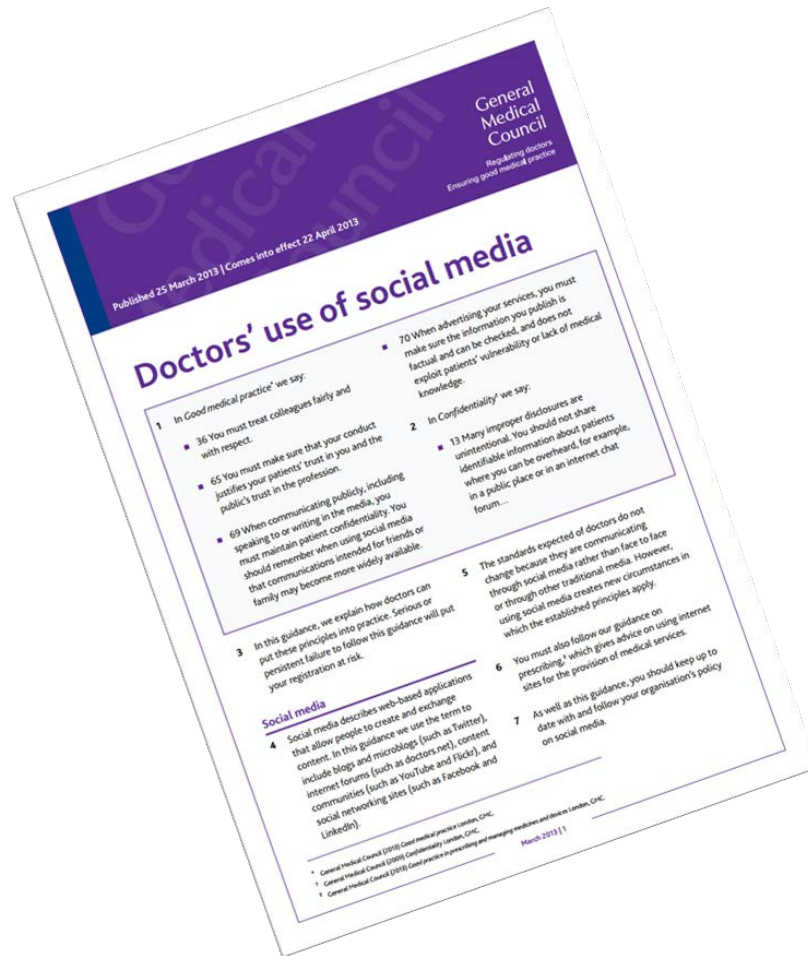 General
Medical
Council
Regulating doctors
Ensuring good medical practice
Published 25 March 2013 | Comes into effect 22 April 2013
Doctors’ use of social media
1 In Good medical practice* we say:
■ 36 You must treat colleagues fairly and
with respect.
■ 65 You must make sure that your conduct
justifies your patients’ trust in you and the
public’s trust in the profession.
■ 69 When communicating publicly, including
speaking to or writing in the media, you
must maintain patient confidentiality. You
should remember when using social media
that communications intended for friends or
family may become more widely available.
■ 70 When advertising your services, you must
make sure the information you publish is
factual and can be checked, and does not
exploit patients’ vulnerability or lack of medical
knowledge.
2 In Confidentiality† we say:
■ 13 Many improper disclosures are
unintentional. You should not share
identifiable information about patients
where you can be overheard, for example,
in a public place or in an internet chat
forum…
3 In this guidance, we explain how doctors can
put these principles into practice. Serious or
persistent failure to follow this guidance will put
your registration at risk.
Social media
4 Social media describes web-based applications
that allow people to create and exchange
content. In this guidance we use the term to
include blogs and microblogs (such as Twitter),
internet forums (such as doctors.net), content
communities (such as YouTube and Flickr), and
social networking sites (such as Facebook and
LinkedIn).
5 The standards expected of doctors do not
change because they are communicating
through social media rather than face to face
or through other traditional media. However,
using social media creates new circumstances in
which the established principles apply.
6 You must also follow our guidance on
prescribing,‡ which gives advice on using internet
sites for the provision of medical services.
7 As well as this guidance, you should keep up to
date with and follow your organisation’s policy
on social media.
* General Medical Council (2013) Good medical practice London, GMC.
† General Medical Council (2009) Confidentiality London, GMC.
‡ General Medical Council (2013) Good practice in prescribing and managing medicines and devices London, GMC.
March 2013 | 1